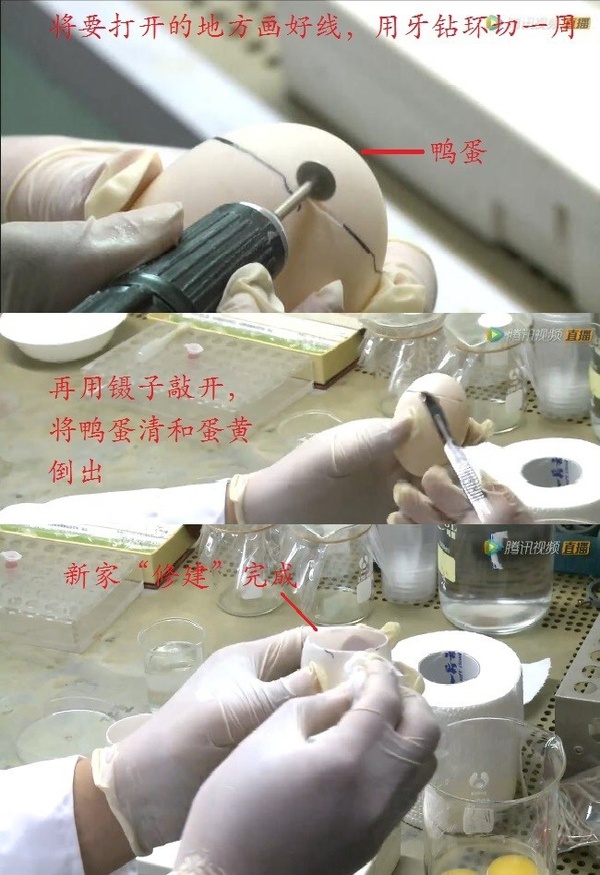 将要打开的地方画好线，用牙钻环切一周
鸭蛋
腾讯视频 直播
再用镊子敲开，
将鸭蛋清和蛋黄
倒出
腾讯视频 直播
新家“修建”完成